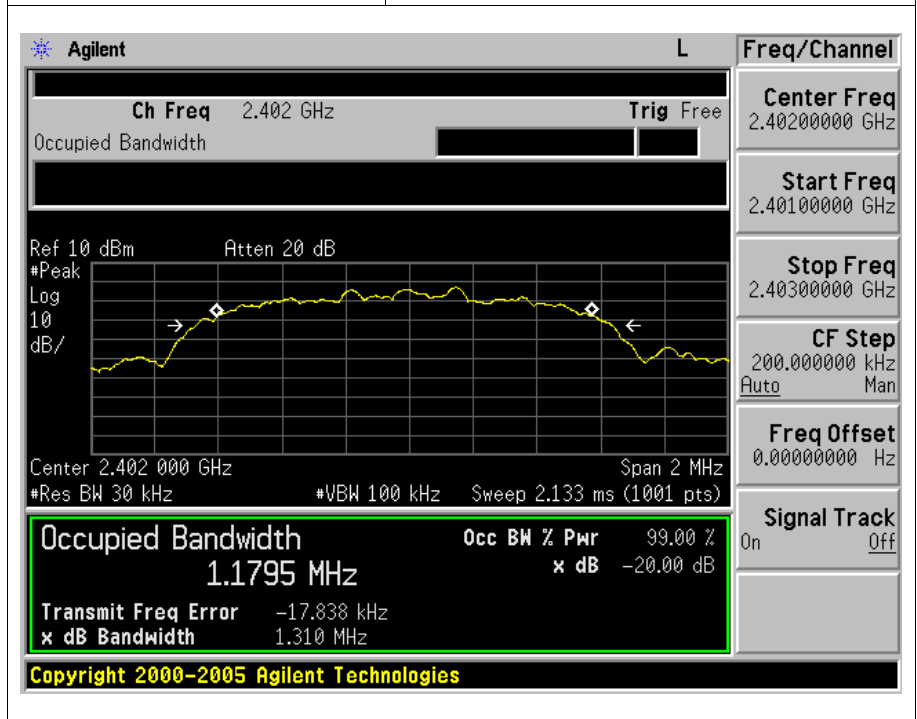 Agilent L Freq/Channel
Ch Freq 2.402 GHz Trig Free
Occupied Bandwidth
Center Freq
2.40200000 GHz
Start Freq
2.40100000 GHz
Stop Freq
2.40300000 GHz
CF Step
200.000000 kHz
Auto Man
Freq Offset
0.00000000 Hz
Signal Track
On Off
Ref 10 dBm Atten 20 dB
#Peak
Log
10
dB/
Center 2.402 000 GHz Span 2 MHz
#Res BW 30 kHz #VBW 100 kHz Sweep 2.133 ms (1001 pts)
Occupied Bandwidth
1.1795 MHz
Occ BW % Pwr 99.00 %
x dB -20.00 dB
Transmit Freq Error -17.838 kHz
x dB Bandwidth 1.310 MHz
Copyright 2000-2005 Agilent Technologies